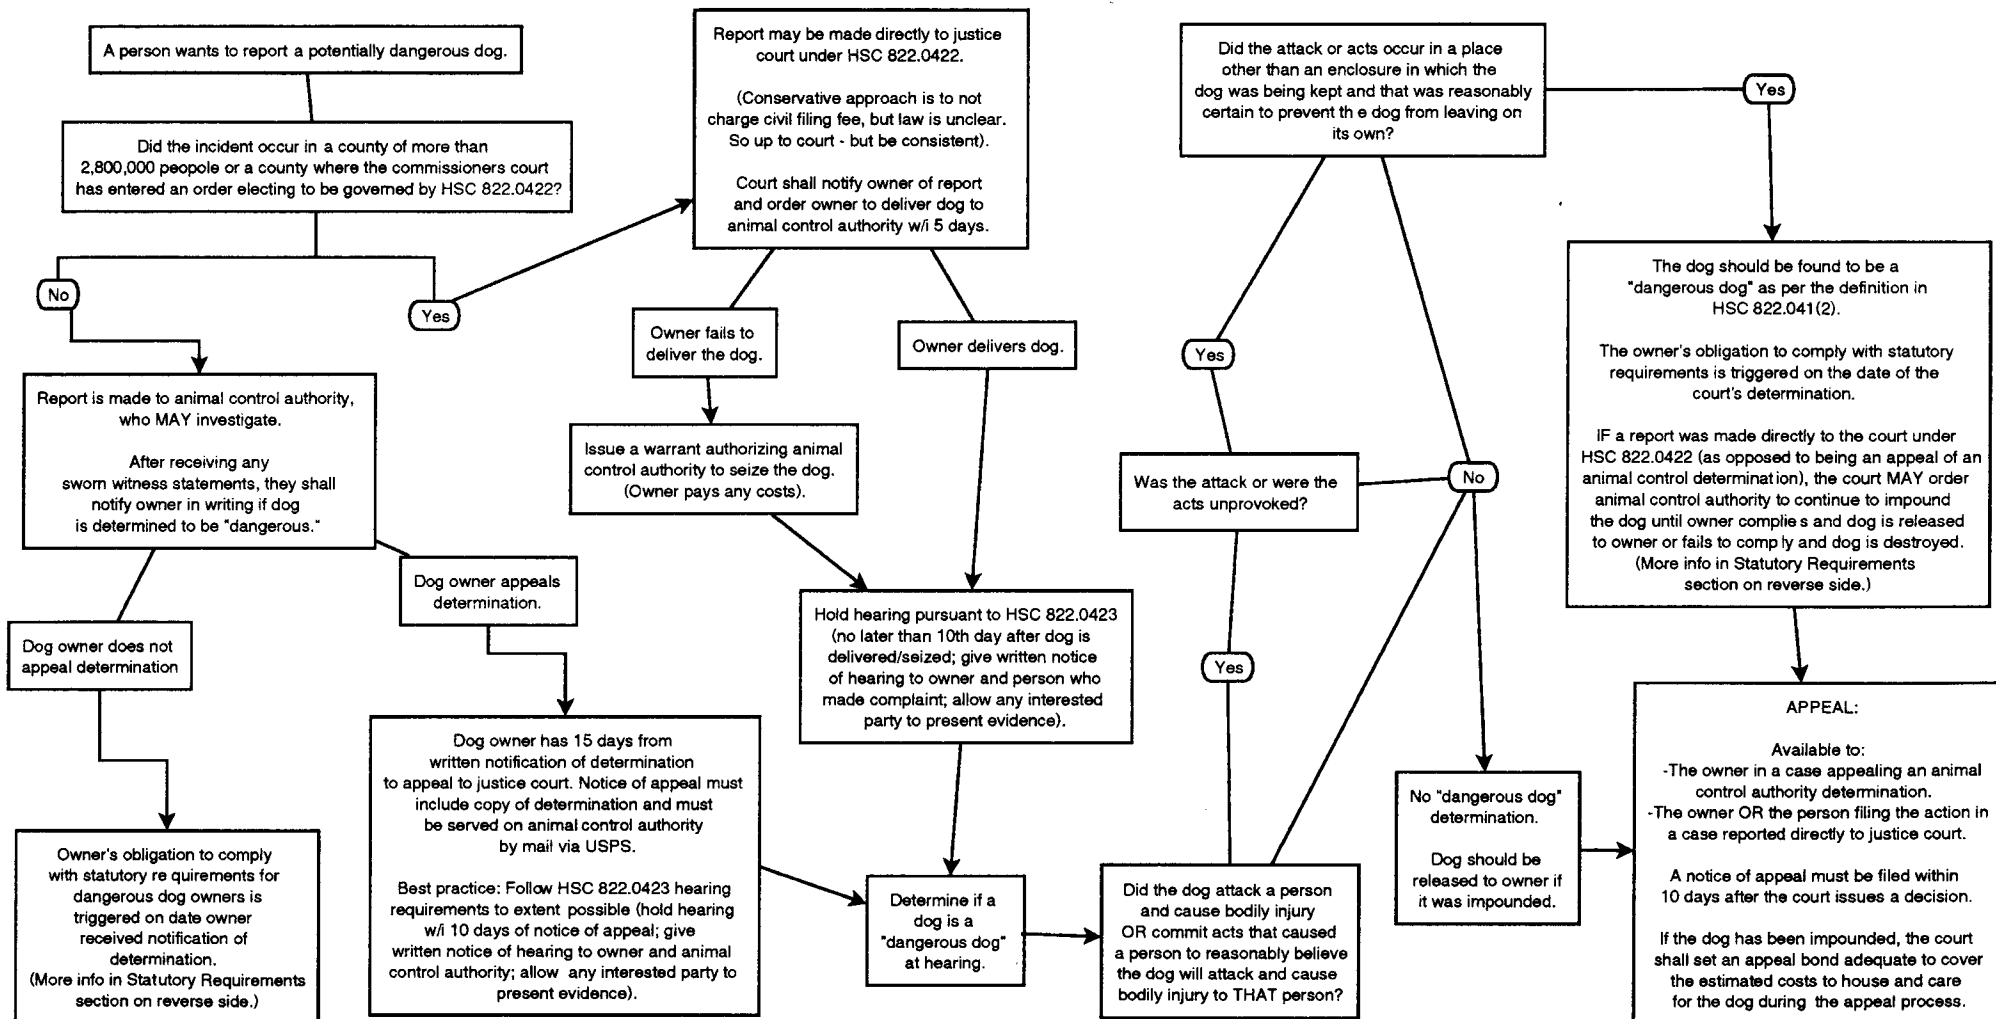 A person wants to report a potentially dangerous dog.
Did the incident occur in a county of more than
2,800,000 peopole or a county where the commissioners court
has entered an order electing to be governed by HSC 822.0422?
No
Yes
Report is made to animal control authority,
who MAY investigate.
After receiving any
sworn witness statements, they shall
notify owner in writing if dog
is determined to be "dangerous."
Dog owner does not
appeal determination
Owner's obligation to comply
with statutory re quirements for
dangerous dog owners is
triggered on date owner
received notification of
determination.
(More info in Statutory Requirements
section on reverse side.)
Dog owner appeals
determination.
Dog owner has 15 days from
written notification of determination
to appeal to justice court. Notice of appeal must
include copy of determination and must
be served on animal control authority
by mail via USPS.
Best practice: Follow HSC 822.0423 hearing
requirements to extent possible (hold hearing
w/i 10 days of notice of appeal; give
written notice of hearing to owner and animal
control authority; allow any interested party to
present evidence).
Report may be made directly to justice
court under HSC 822.0422.
(Conservative approach is to not
charge civil filing fee, but law is unclear.
So up to court - but be consistent).
Court shall notify owner of report
and order owner to deliver dog to
animal control authority w/i 5 days.
Owner fails to
deliver the dog.
Owner delivers dog.
Issue a warrant authorizing animal
control authority to seize the dog.
(Owner pays any costs).
Hold hearing pursuant to HSC 822.0423
(no later than 10th day after dog is
delivered/seized; give written notice
of hearing to owner and person who
made complaint; allow any interested
party to present evidence).
Determine if a
dog is a
"dangerous dog"
at hearing.
Did the dog attack a person
and cause bodily injury
OR commit acts that caused
a person to reasonably believe
the dog will attack and cause
bodily injury to THAT person?
Yes
Was the attack or were the
acts unprovoked?
Yes
No
Did the attack or acts occur in a place
other than an enclosure in which the
dog was being kept and that was reasonably
certain to prevent th e dog from leaving on
its own?
Yes
The dog should be found to be a
"dangerous dog" as per the definition in
HSC 822.041(2).
The owner's obligation to comply with statutory
requirements is triggered on the date of the
court's determination.
IF a report was made directly to the court under
HSC 822.0422 (as opposed to being an appeal of an
animal control determination), the court MAY order
animal control authority to continue to impound
the dog until owner complie s and dog is released
to owner or fails to comply and dog is destroyed.
(More info in Statutory Requirements
section on reverse side.)
No "dangerous dog"
determination.
Dog should be
released to owner if
it was impounded.
APPEAL:
Available to:
-The owner in a case appealing an animal
control authority determination.
-The owner OR the person filing the action in
a case reported directly to justice court.
A notice of appeal must be filed within
10 days after the court issues a decision.
If the dog has been impounded, the court
shall set an appeal bond adequate to cover
the estimated costs to house and care
for the dog during the appeal process.